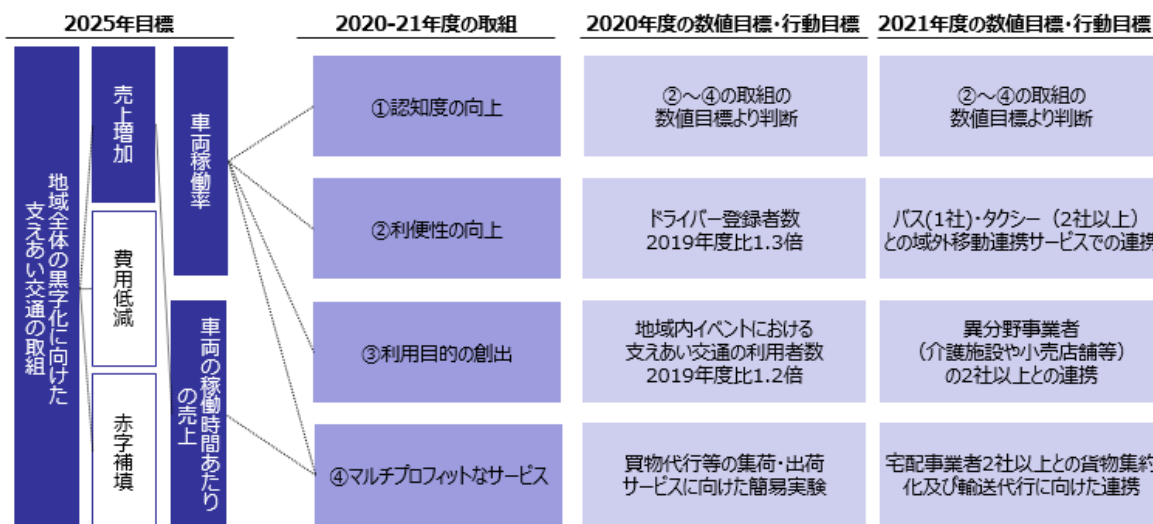 2025年目標
2020-21年度の取組
2020年度の数値目標・行動目標
2021年度の数値目標・行動目標
地域全体の黒字化に向けた
支えあい交通の取組
売上増加
費用低減
赤字補填
車両稼働率
車両の稼働時間あたり
の売上
①認知度の向上
②〜④の取組の
数値目標より判断
②〜④の取組の
数値目標より判断
②利便性の向上
ドライバー登録者数
2019年度比1.3倍
バス(1社)・タクシー（2社以上）
との域外移動連携サービスでの連携
③利用目的の創出
地域内イベントにおける
支えあい交通の利用者数
2019年度比1.2倍
異分野事業者
（介護施設や小売店舗等）
の2社以上との連携
④マルチプロフィットなサービス
買物代行等の集荷・出荷
サービスに向けた簡易実験
宅配事業者2社以上との貨物集約
化及び輸送代行に向けた連携